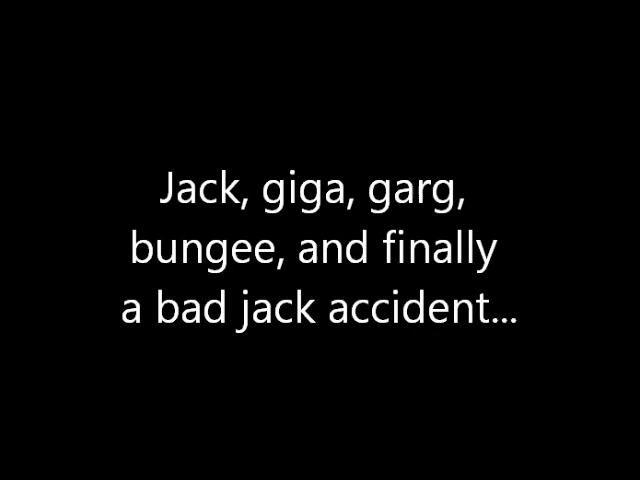 Jack, giga, garg,
bungee, and finally
a bad jack accident...